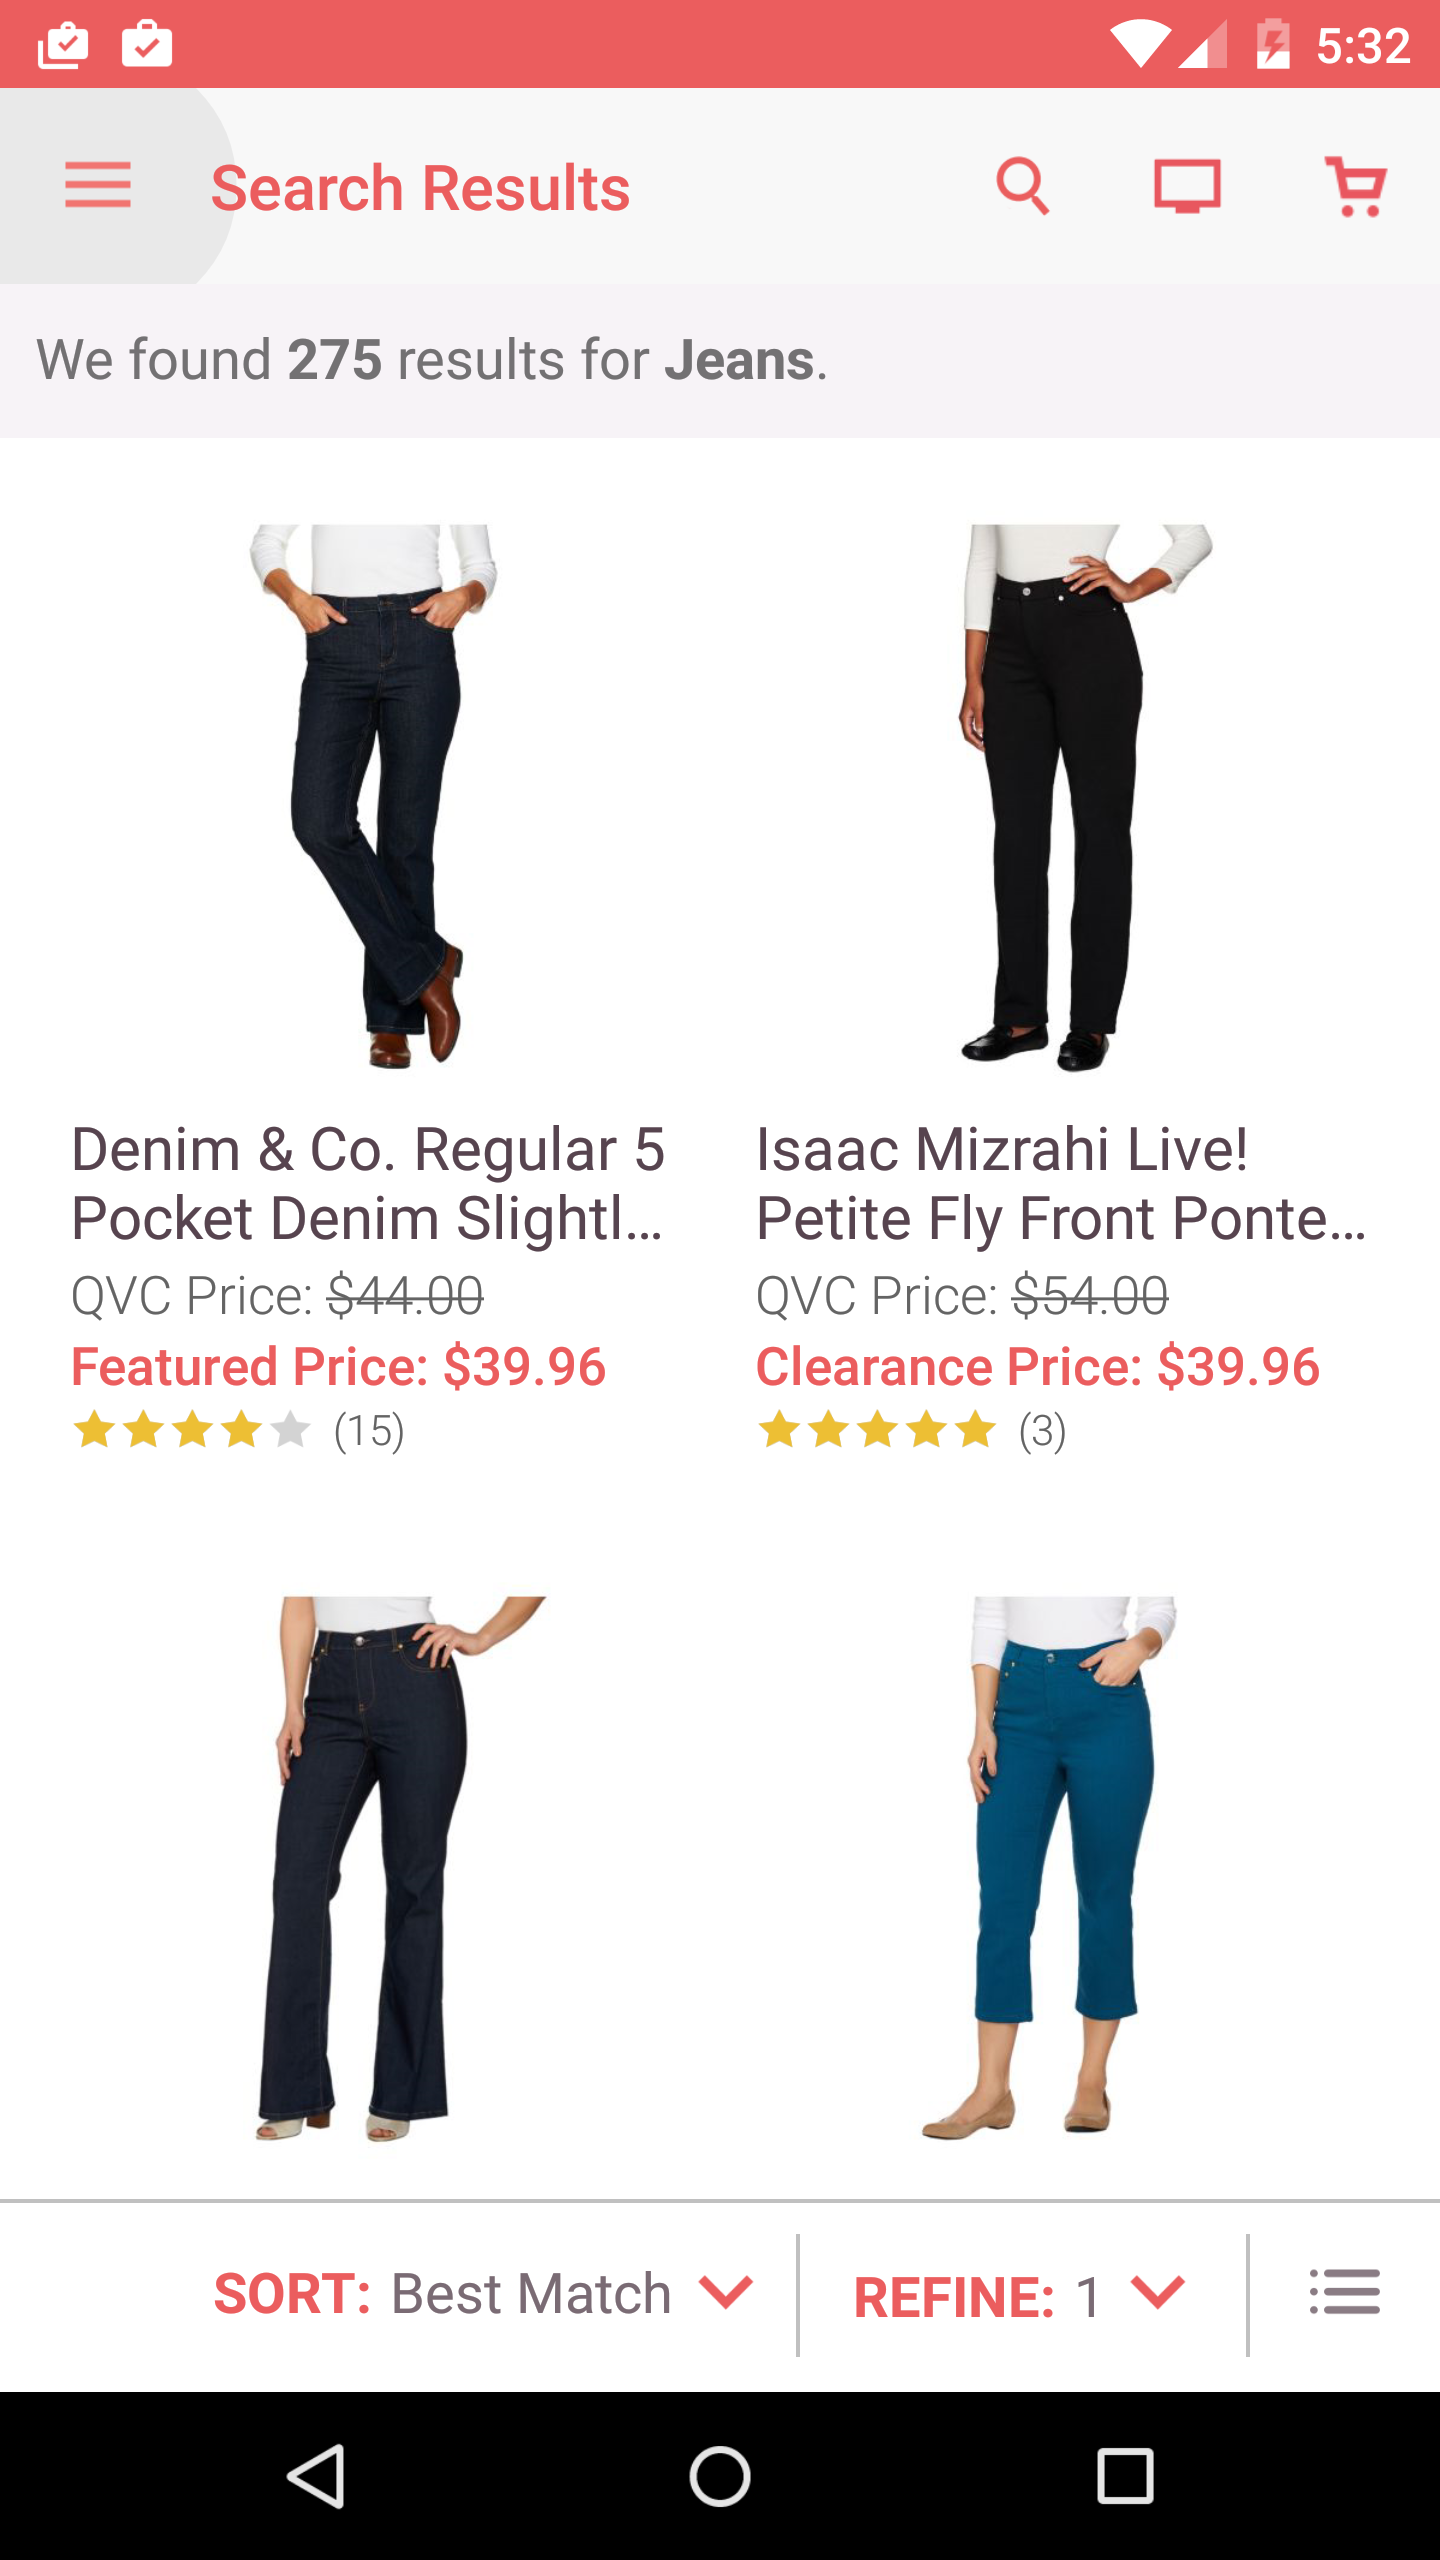 5:32
Search Results
We found 275 results for Jeans.
Denim & Co. Regular 5
Pocket Denim Slightl...
QVC Price: $44.00
Featured Price: $39.96
(15)
Isaac Mizrahi Live!
Petite Fly Front Ponte...
QVC Price: $54.00
Clearance Price: $39.96
(3)
SORT: Best Match
REFINE: 1